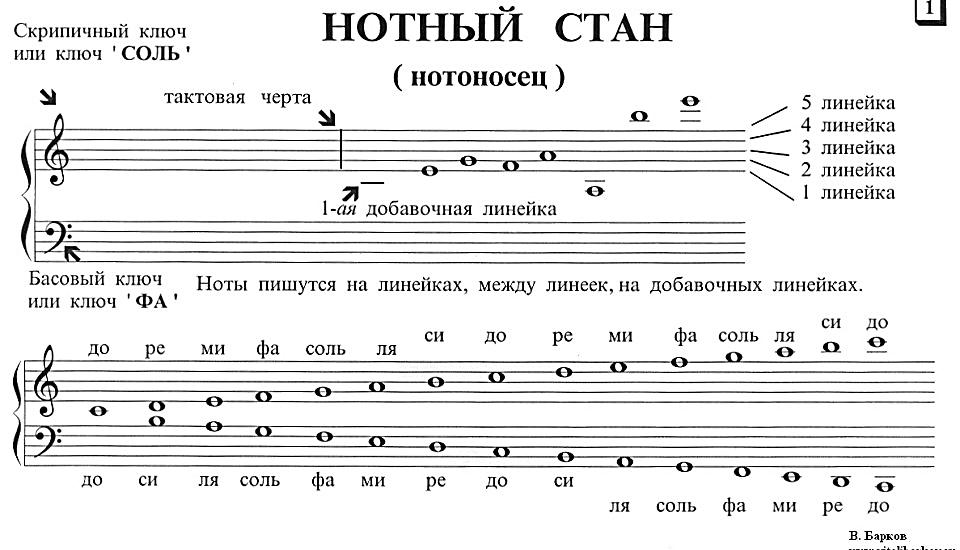 1
НОТНЫЙ СТАН
( нотоносец )
Скрипичный ключ
или ключ ' СОЛЬ '
тактовая черта
5 линейка
4 линейка
3 линейка
2 линейка
1 линейка
1-ая добавочная линейка
Басовый ключ
или ключ ' ФА '
Ноты пишутся на линейках, между линеек, на добавочных линейках.
до ре ми фа соль ля си до ре ми фа соль ля си до
до си ля соль фа ми ре до си
ля соль фа ми ре до
В. Барков